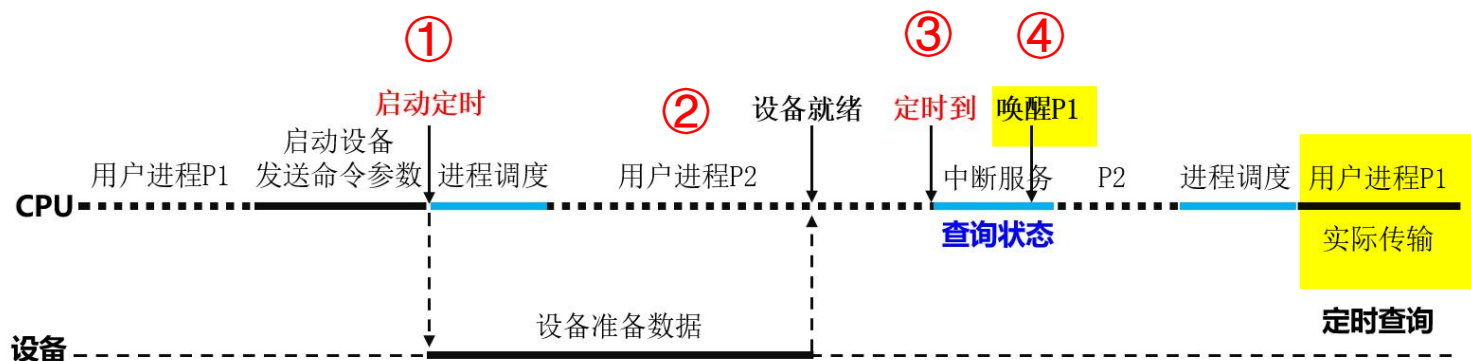 ① ③ ④
启动定时 ② 设备就绪 定时到 唤醒P1
启动设备
用户进程P1 发送命令参数 进程调度 用户进程P2 中断服务 P2 进程调度 用户进程P1
CPU
查询状态 实际传输
设备准备数据 定时查询
设备